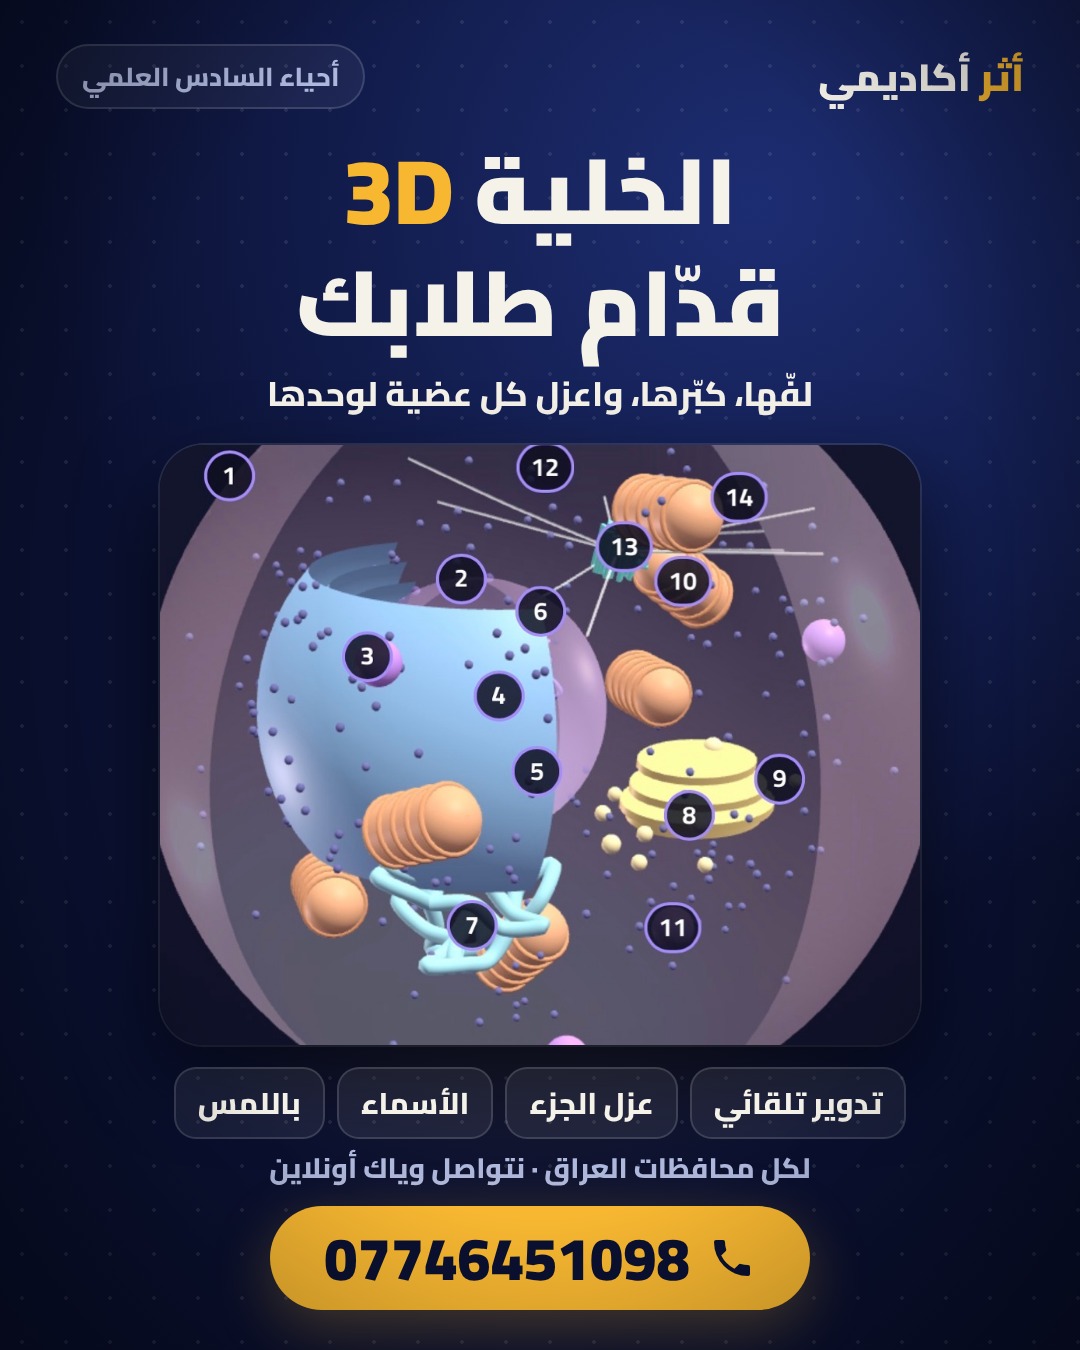 أثر أكاديمي
أحياء السادس العلمي
الخلية 3D
قدّام طلابك
لفّها، كبّرها، واعزل كل عضية لوحدها
1
12
14
13
2
10
6
3
4
5
9
8
7
11
تدوير تلقائي
عزل الجزء
الأسماء
باللمس
لكل محافظات العراق · نتواصل وياك أونلاين
07746451098